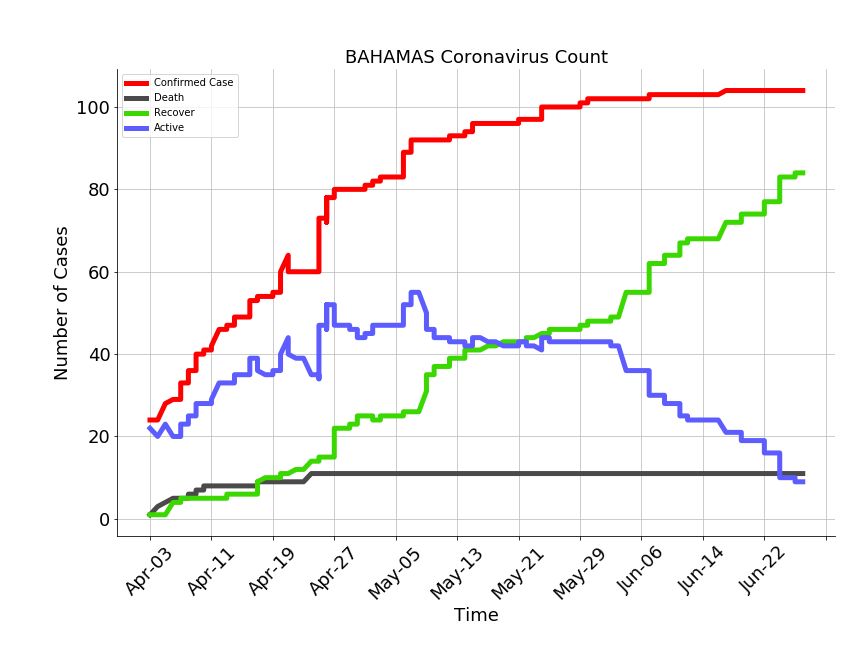 BAHAMAS Coronavirus Count
Confirmed Case
Death
Recover
Active
Number of Cases
100
80
60
40
20
0
Apr-03
Apr-11
Apr-19
Apr-27
May-05
May-13
May-21
May-29
Jun-06
Jun-14
Jun-22
Time